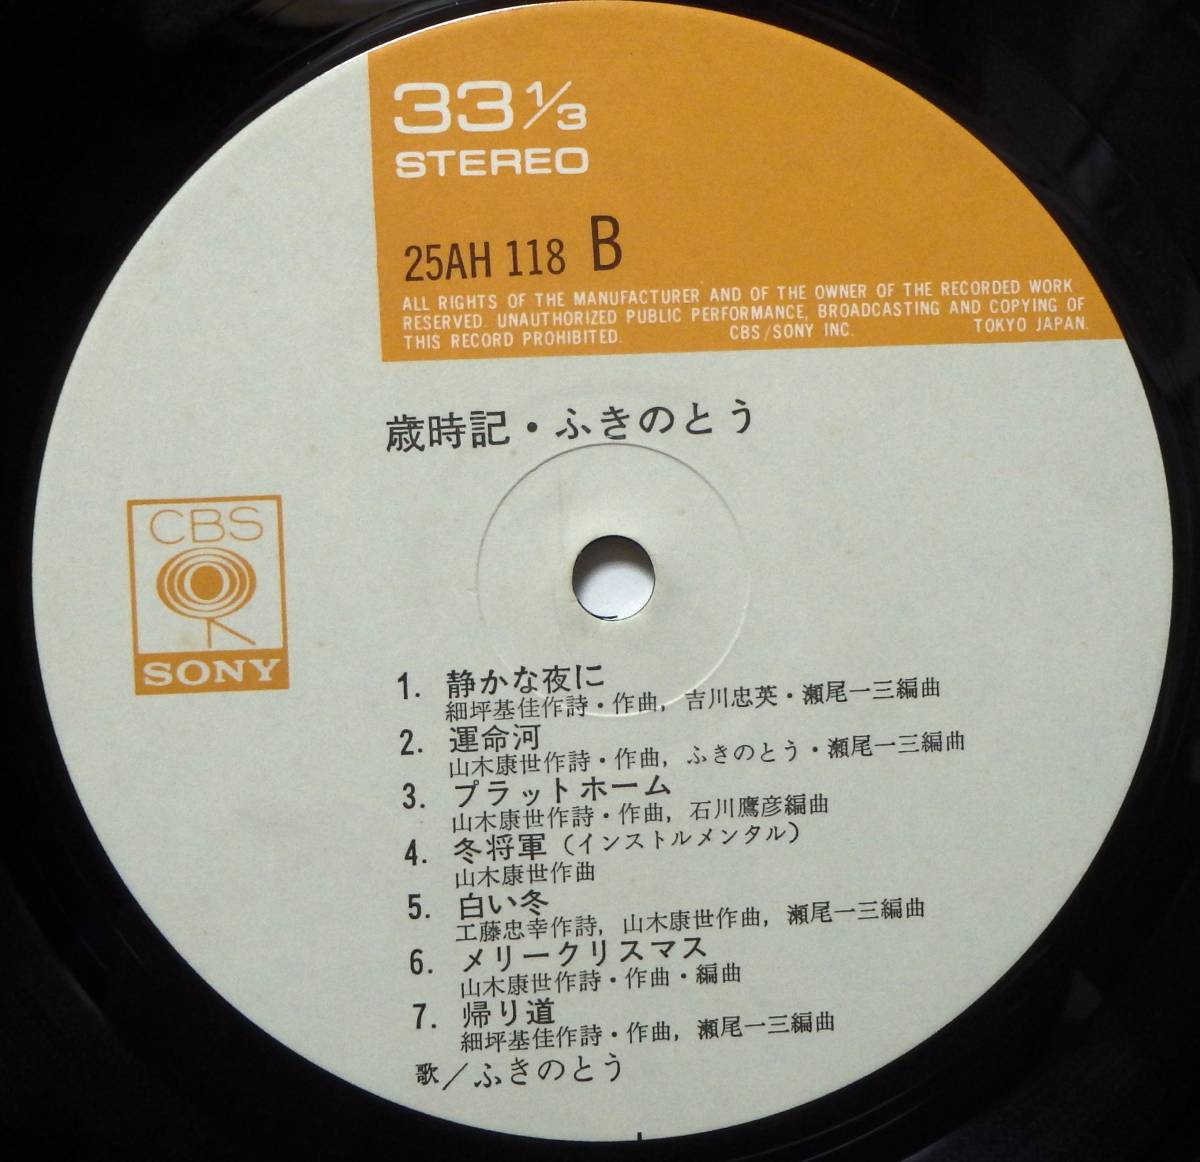 33 1/3
STEREO
25AH 118 B
ALL RIGHTS OF THE MANUFACTURER AND OF THE OWNER OF THE RECORDED WORK
RESERVED. UNAUTHORIZED PUBLIC PERFORMANCE, BROADCASTING AND COPYING OF
THIS RECORD PROHIBITED. CBS/SONY INC. TOKYO JAPAN.
歳時記・ふきのとう
CBS
SONY
1. 静かな夜に
細坪基佳作詩・作曲, 吉川忠英・瀬尾一三編曲
2. 運命河
山木康世作詩・作曲, ふきのとう・瀬尾一三編曲
3. プラットホーム
山木康世作詩・作曲, 石川鷹彦編曲
4. 冬将軍（インストルメンタル）
山木康世作曲
5. 白い冬
工藤忠幸作詩, 山木康世作曲, 瀬尾一三編曲
6. メリークリスマス
山木康世作詩・作曲・編曲
7. 帰り道
細坪基佳作詩・作曲, 瀬尾一三編曲
歌／ふきのとう